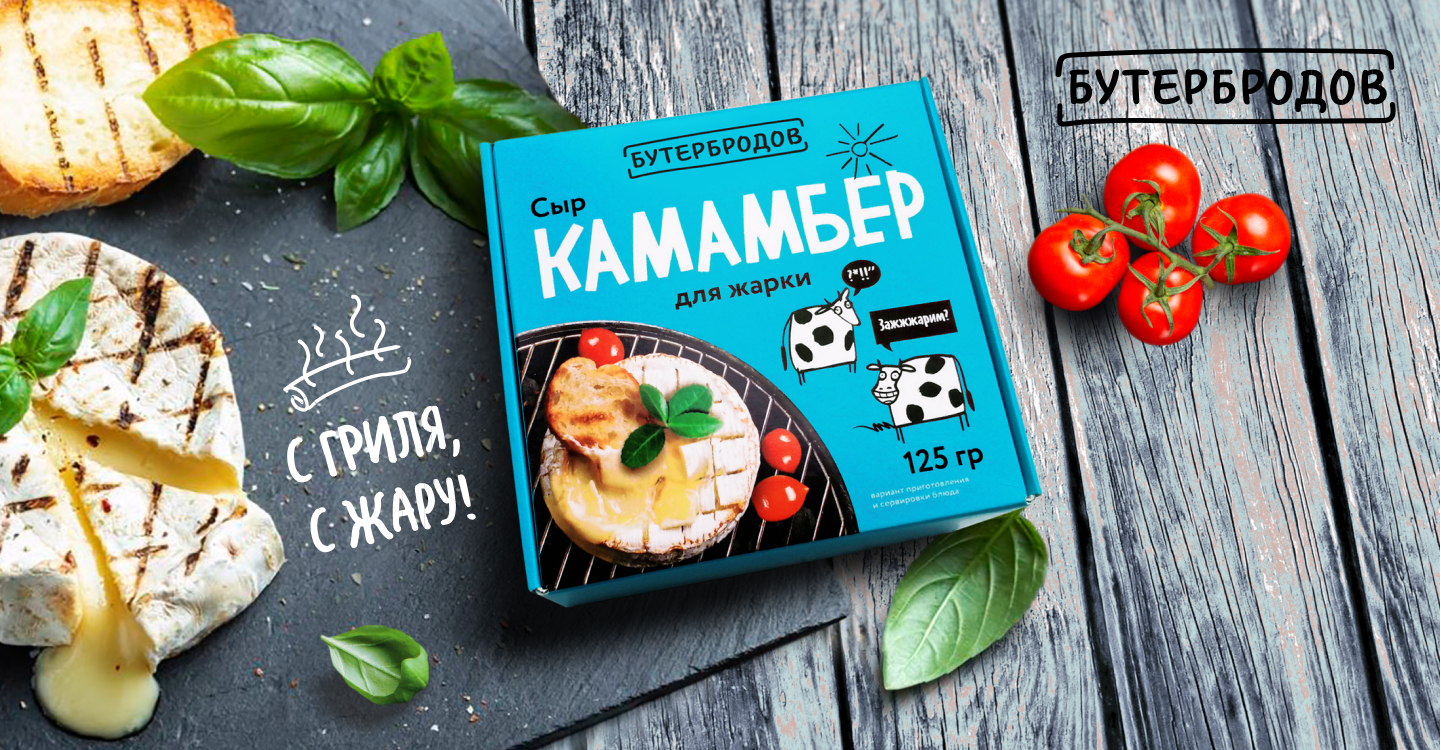 БУТЕРБРОДОВ
БУТЕРБРОДОВ
Сыр
КАМАМБЕР
для жарки
?*!¡"
Зажжжарим?
125 гр
вариант приготовления
и сервировки блюда
С ГРИЛЯ,
С ЖАРУ!